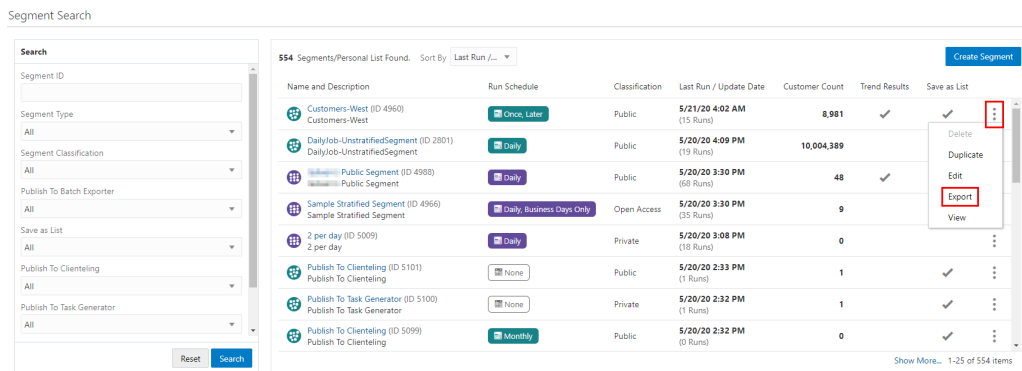 Segment Search
Search
Segment ID
Segment Type
All
Segment Classification
All
Publish To Batch Exporter
All
Save as List
All
Publish To Clienteling
All
Publish To Task Generator
All
Reset Search
554 Segments/Personal List Found. Sort By Last Run /...
Create Segment
Name and Description Run Schedule Classification Last Run / Update Date Customer Count Trend Results Save as List
Customers-West (ID 4960) Once, Later Public 5/21/20 4:02 AM 8,981
Customers-West (15 Runs)
DailyJob-UnstratifiedSegment (ID 2801) Daily Public 5/20/20 4:09 PM 10,004,389
DailyJob-UnstratifiedSegment (19 Runs)
Public Segment (ID 4988) Daily Public 5/20/20 3:30 PM 48
Public Segment (68 Runs)
Sample Stratified Segment (ID 4966) Daily, Business Days Only Open Access 5/20/20 3:30 PM 9
Sample Stratified Segment (35 Runs)
2 per day (ID 5009) Daily Private 5/20/20 3:08 PM 0
2 per day (18 Runs)
Publish To Clienteling (ID 5101) None Public 5/20/20 2:33 PM 1
Publish To Clienteling (1 Runs)
Publish To Task Generator (ID 5100) None Private 5/20/20 2:32 PM 1
Publish To Task Generator (1 Runs)
Publish To Clienteling (ID 5099) Monthly Public 5/20/20 2:32 PM 0
Publish To Clienteling (0 Runs)
Delete
Duplicate
Edit
Export
View
Show More... 1-25 of 554 items